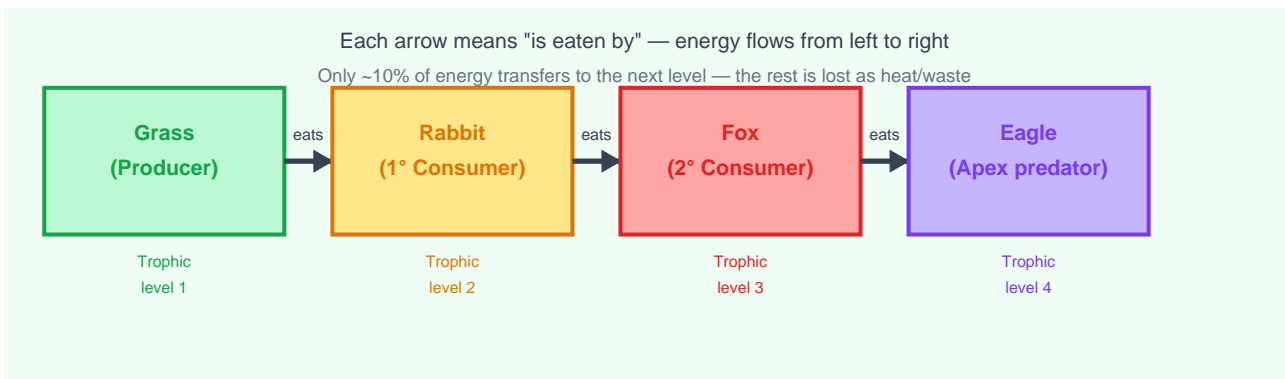 Each arrow means "is eaten by" — energy flows from left to right
Only ~10% of energy transfers to the next level — the rest is lost as heat/waste
Grass
(Producer)
eats
Rabbit
(1° Consumer)
eats
Fox
(2° Consumer)
eats
Eagle
(Apex predator)
Trophic
level 1
Trophic
level 2
Trophic
level 3
Trophic
level 4